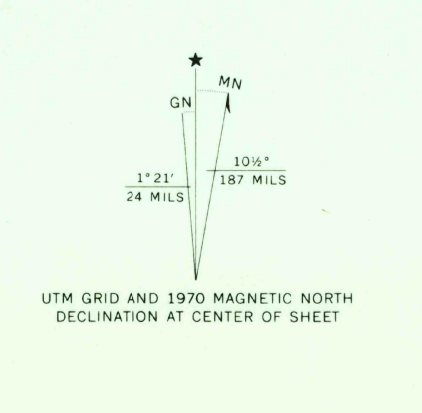 ★
MN
GN
10½°
187 MILS
1°21′
24 MILS
UTM GRID AND 1970 MAGNETIC NORTH
DECLINATION AT CENTER OF SHEET